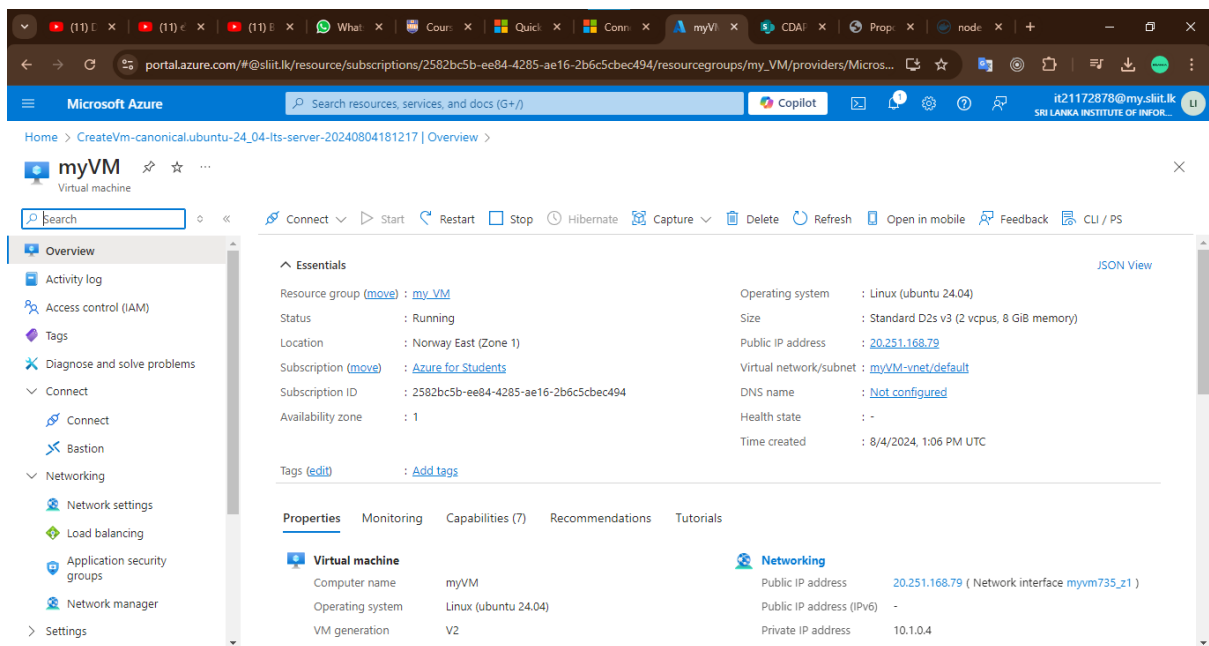 (11) E
(11) e
(11) B
What
Cours
Quick
Conn
myVM
CDAP
Prop
node
portal.azure.com/#@sliit.lk/resource/subscriptions/2582bc5b-ee84-4285-ae16-2b6c5cbec494/resourcegroups/my_VM/providers/Micros...
Microsoft Azure
Search resources, services, and docs (G+/)
Copilot
1
it21172878@my.sliit.lk
SRI LANKA INSTITUTE OF INFOR...
LI
Home > CreateVm-canonical.ubuntu-24_04-lts-server-20240804181217 | Overview >
myVM
Virtual machine
Search
Connect Start Restart Stop Hibernate Capture Delete Refresh Open in mobile Feedback CLI / PS
Overview
Activity log
Access control (IAM)
Tags
Diagnose and solve problems
Connect
Connect
Bastion
Networking
Network settings
Load balancing
Application security
groups
Network manager
Settings
Essentials
JSON View
Resource group (move) : my_VM
Status : Running
Location : Norway East (Zone 1)
Subscription (move) : Azure for Students
Subscription ID : 2582bc5b-ee84-4285-ae16-2b6c5cbec494
Availability zone : 1
Operating system : Linux (ubuntu 24.04)
Size : Standard D2s v3 (2 vcpus, 8 GiB memory)
Public IP address : 20.251.168.79
Virtual network/subnet : myVM-vnet/default
DNS name : Not configured
Health state : -
Time created : 8/4/2024, 1:06 PM UTC
Tags (edit) : Add tags
Properties Monitoring Capabilities (7) Recommendations Tutorials
Virtual machine
Computer name myVM
Operating system Linux (ubuntu 24.04)
VM generation V2
Networking
Public IP address 20.251.168.79 ( Network interface myvm735_z1 )
Public IP address (IPv6) -
Private IP address 10.1.0.4